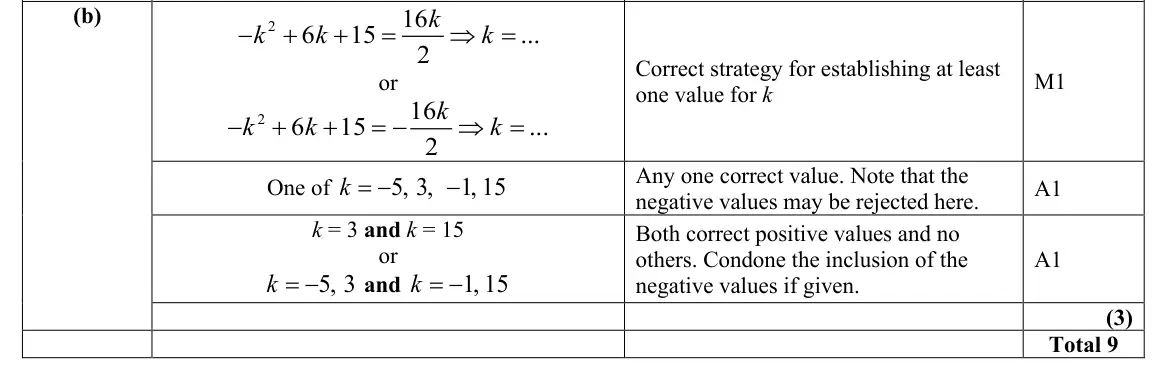 (b)
−k² + 6k + 15 = 16k/2 ⇒ k = ...
or
−k² + 6k + 15 = −16k/2 ⇒ k = ...
Correct strategy for establishing at least
one value for k
M1
One of k = −5, 3, −1, 15
Any one correct value. Note that the
negative values may be rejected here.
A1
k = 3 and k = 15
or
k = −5, 3 and k = −1, 15
Both correct positive values and no
others. Condone the inclusion of the
negative values if given.
A1
(3)
Total 9